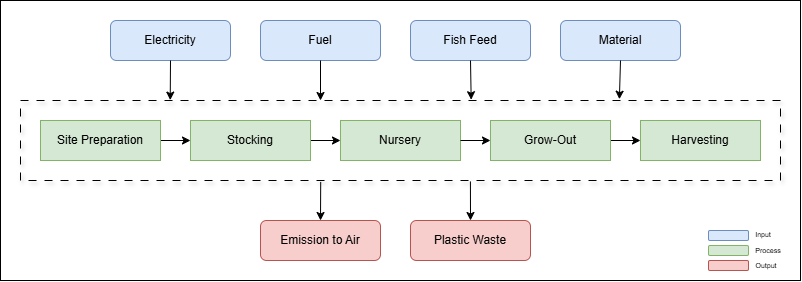 Electricity
Fuel
Fish Feed
Material
Site Preparation
Stocking
Nursery
Grow-Out
Harvesting
Emission to Air
Plastic Waste
Input
Process
Output